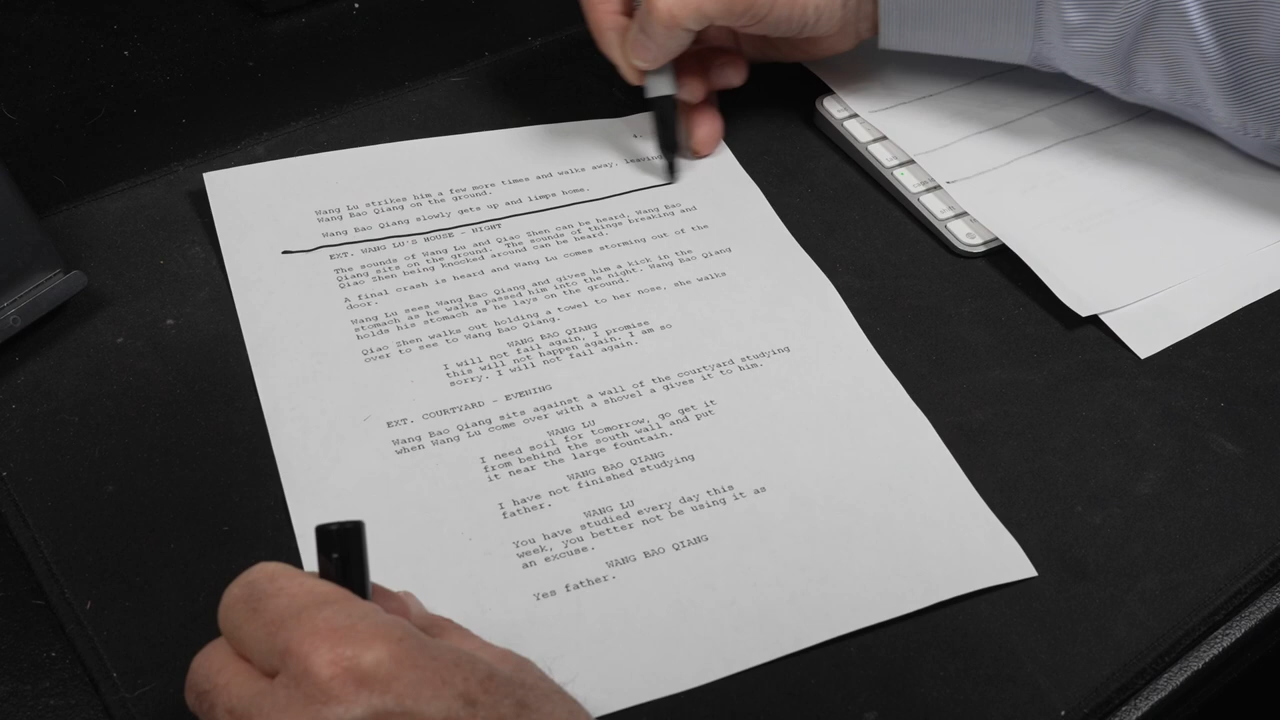 4.
Wang Lu strikes him a few more times and walks away, leaving
Wang Bao Qiang on the ground.
Wang Bao Qiang slowly gets up and limps home.
EXT. WANG LU'S HOUSE - NIGHT
The sounds of Wang Lu and Qiao Shen can be heard, Wang Bao
Qiang sits on the ground. The sounds of things breaking and
Qiao Zhen being knocked around can be heard.
A final crash is heard and Wang Lu comes storming out of the
door.
Wang Lu sees Wang Bao Qiang and gives him a kick in the
stomach as he walks passed him into the night. Wang Bao Qiang
holds his stomach as he lays on the ground.
Qiao Zhen walks out holding a towel to her nose, she walks
over to see to Wang Bao Qiang.
WANG BAO QIANG
I will not fail again, I promise
this will not happen again. I am so
sorry. I will not fail again.
EXT. COURTYARD - EVENING
Wang Bao Qiang sits against a wall of the courtyard studying
when Wang Lu come over with a shovel a gives it to him.
WANG LU
I need soil for tomorrow, go get it
from behind the south wall and put
it near the large fountain.
WANG BAO QIANG
I have not finished studying
father.
WANG LU
You have studied every day this
week, you better not be using it as
an excuse.
WANG BAO QIANG
Yes father.